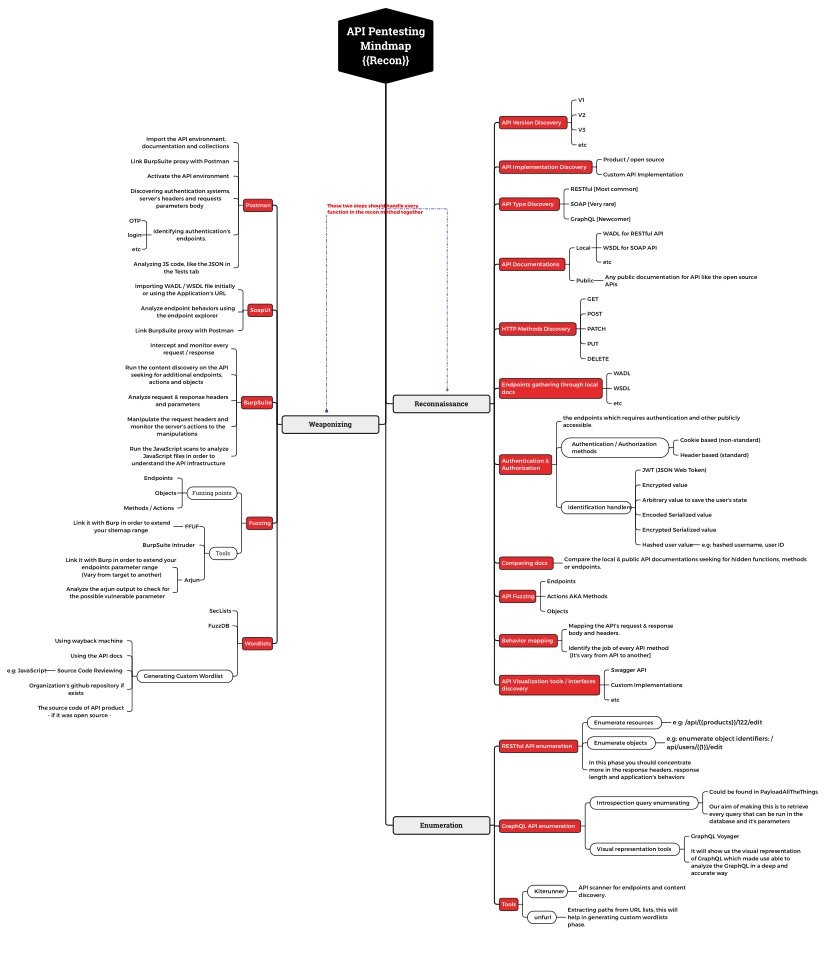 API Pentesting
Mindmap
{{Recon}}
These two steps should handle every
function in the recon method together
Weaponizing
Postman
Import the API environment,
documentation and collections
Link BurpSuite proxy with Postman
Activate the API environment
Discovering authentication systems,
server's headers and requests
parameters body
Identifying authentication's
endpoints.
OTP
login
etc
Analyzing JS code, like the JSON in
the Tests tab
SoapUI
Importing WADL / WSDL file initially
or using the Application's URL
Analyze endpoint behaviors using
the endpoint explorer
Link BurpSuite proxy with Postman
BurpSuite
Intercept and monitor every
request / response
Run the content discovery on the API
seeking for additional endpoints,
actions and objects
Analyze request & response headers
and parameters
Manipulate the request headers and
monitor the server's actions to the
manipulations
Run the JavaScript scans to analyze
JavaScript files in order to
understand the API infrastructure
Fuzzing
Fuzzing points
Endpoints
Objects
Methods / Actions
Tools
FFUF
Link it with Burp in order to extend
your sitemap range
BurpSuite Intruder
Arjun
Link it with Burp in order to extend your
endpoints parameter range
(Vary from target to another)
Analyze the arjun output to check for
the possible vulnerable parameter
Wordlists
SecLists
FuzzDB
Generating Custom Wordlist
Using wayback machine
Using the API docs
Source Code Reviewing
e.g: JavaScript
Organization's github repository if
exists
The source code of API product
- if it was open source -
Reconnaissance
API Version Discovery
V1
V2
V3
etc
API Implementation Discovery
Product / open source
Custom API Implementation
API Type Discovery
RESTful [Most common]
SOAP [Very rare]
GraphQL [Newcomer]
API Documentations
Local
WADL for RESTful API
WSDL for SOAP API
etc
Public
Any public documentation for API like the open source
APIs
HTTP Methods Discovery
GET
POST
PATCH
PUT
DELETE
Endpoints gathering through local
docs
WADL
WSDL
etc
Authentication &
Authorization
the endpoints which requires authentication and other publicly
accessible.
Authentication / Authorization
methods
Cookie based (non-standard)
Header based (standard)
Identification handlers
JWT (JSON Web Token)
Encrypted value
Arbitrary value to save the user's state
Encoded Serialized value
Encrypted Serialized value
Hashed user value
e.g: hashed username, user ID
Comparing docs
Compare the local & public API documentations seeking for hidden functions, methods
or endpoints.
API Fuzzing
Endpoints
Actions AKA Methods
Objects
Behavior mapping
Mapping the API's request & response
body and headers.
Identify the job of every API method
[It's vary from API to another]
API Visualization tools / Interfaces
discovery
Swagger API
Custom Implementations
etc
Enumeration
RESTful API enumeration
Enumerate resources
e.g: /api/{{products}}/122/edit
Enumerate objects
e.g: enumerate object identifiers: /
api/users/{{1}}/edit
In this phase you should concentrate
more in the response headers, response
length and application's behaviors
GraphQL API enumeration
Introspection query enumerating
Could be found in PayloadAllTheThings
Our aim of making this is to retrieve
every query that can be run in the
database and it's parameters
Visual representation tools
GraphQL Voyager
It will show us the visual representation
of GraphQL which made use able to
analyze the GraphQL in a deep and
accurate way
Tools
Kiterunner
API scanner for endpoints and content
discovery.
unfurl
Extracting paths from URL lists, this will
help in generating custom wordlists
phase.